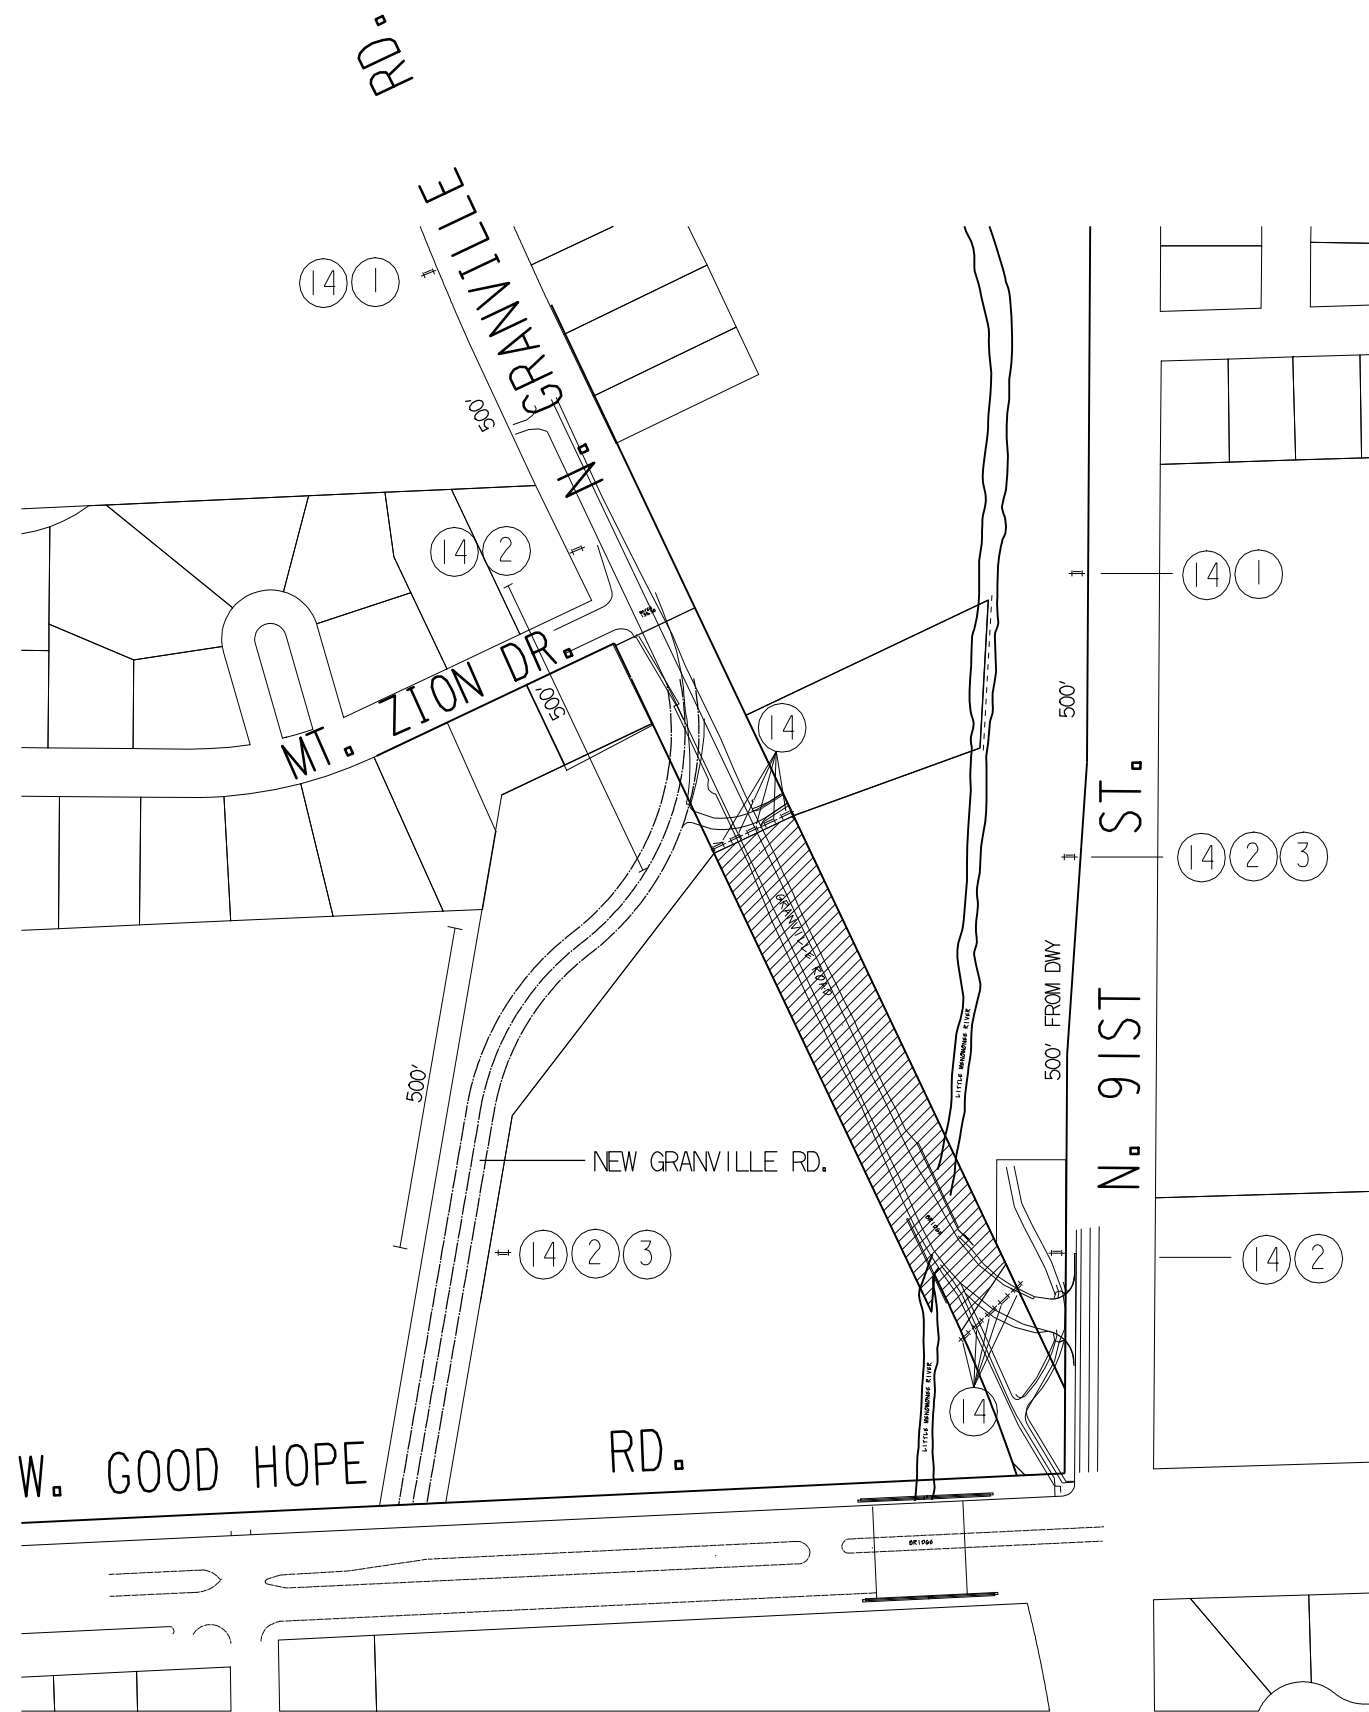 N. GRANVILLE RD.
14 1
500'
14 2
MT. ZION DR.
500'
14
14 1
500'
N. 91ST ST.
14 2 3
500' FROM DWY
GRANVILLE ROAD
LITTLE MENOMONEE RIVER
500'
NEW GRANVILLE RD.
14 2 3
BRIDGE
14 2
14
LITTLE MENOMONEE RIVER
W. GOOD HOPE RD.
BRIDGE